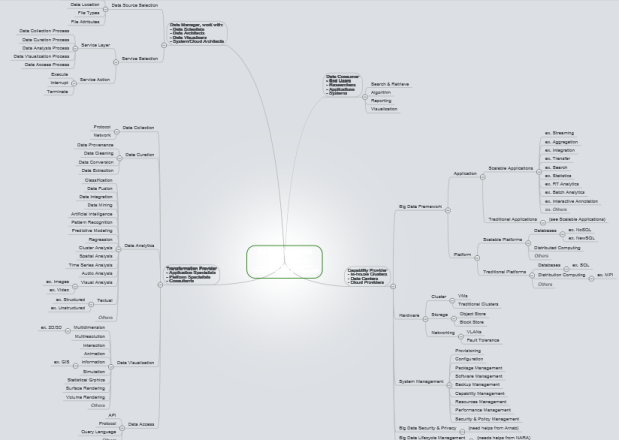 Data Location
File Types
File Attributes
Data Source Selection
Data Collection Process
Data Curation Process
Data Analysis Process
Data Visualization Process
Data Access Process
Service Layer
Execute
Interrupt
Terminate
Service Action
Service Selection
Data Manager, work with:
- Data Scientists
- Data Architects
- Data Visualizers
- System/Cloud Architects
Data Consumer
- End Users
- Researchers
- Applications
- Systems
Search & Retrieve
Algorithm
Reporting
Visualization
Protocol
Network
Data Collection
Data Provenance
Data Cleaning
Data Conversion
Data Extraction
Data Curation
Classification
Data Fusion
Data Integration
Data Mining
Artificial Intelligence
Pattern Recognition
Predictive Modeling
Regression
Cluster Analysis
Spatial Analysis
Time Series Analysis
Audio Analysis
ex. Images
ex. Video
Visual Analysis
ex. Structured
ex. Unstructured
Textual
Others
Data Analytics
ex. 2D/3D
Multidimension
Multiresolution
Interaction
Animation
ex. GIS
Information
Simulation
Statistical Grahics
Surface Rendering
Volume Rendering
Others
Data Visualization
API
Protocol
Query Language
Others
Data Access
Transformation Provider
- Application Specialists
- Platform Specialists
- Consultants
Capability Provider
- In-house Clusters
- Data Centers
- Cloud Providers
Big Data Framework
Application
Scalable Applications
ex. Streaming
ex. Aggregation
ex. Integration
ex. Transfer
ex. Search
ex. Statistics
ex. RT Analytics
ex. Batch Analytics
ex. Interactive Annotation
ex. Others
Traditional Applications
(see Scalable Applications)
Platform
Scalable Platforms
Databases
ex. NoSQL
ex. NewSQL
Distributed Computing
Others
Traditional Platforms
Databases
ex. SQL
Distribution Computing
ex. MPI
Others
Hardware
Cluster
VMs
Traditional Clusters
Storage
Object Store
Block Store
Networking
VLANs
Fault Tolerance
System Management
Provisioning
Configuration
Package Management
Software Management
Backup Management
Capability Management
Resources Management
Performance Management
Security & Policy Management
Big Data Security & Privacy
(need helps from Arnab)
Big Data Lifecycle Management
(needs helps from NARA)